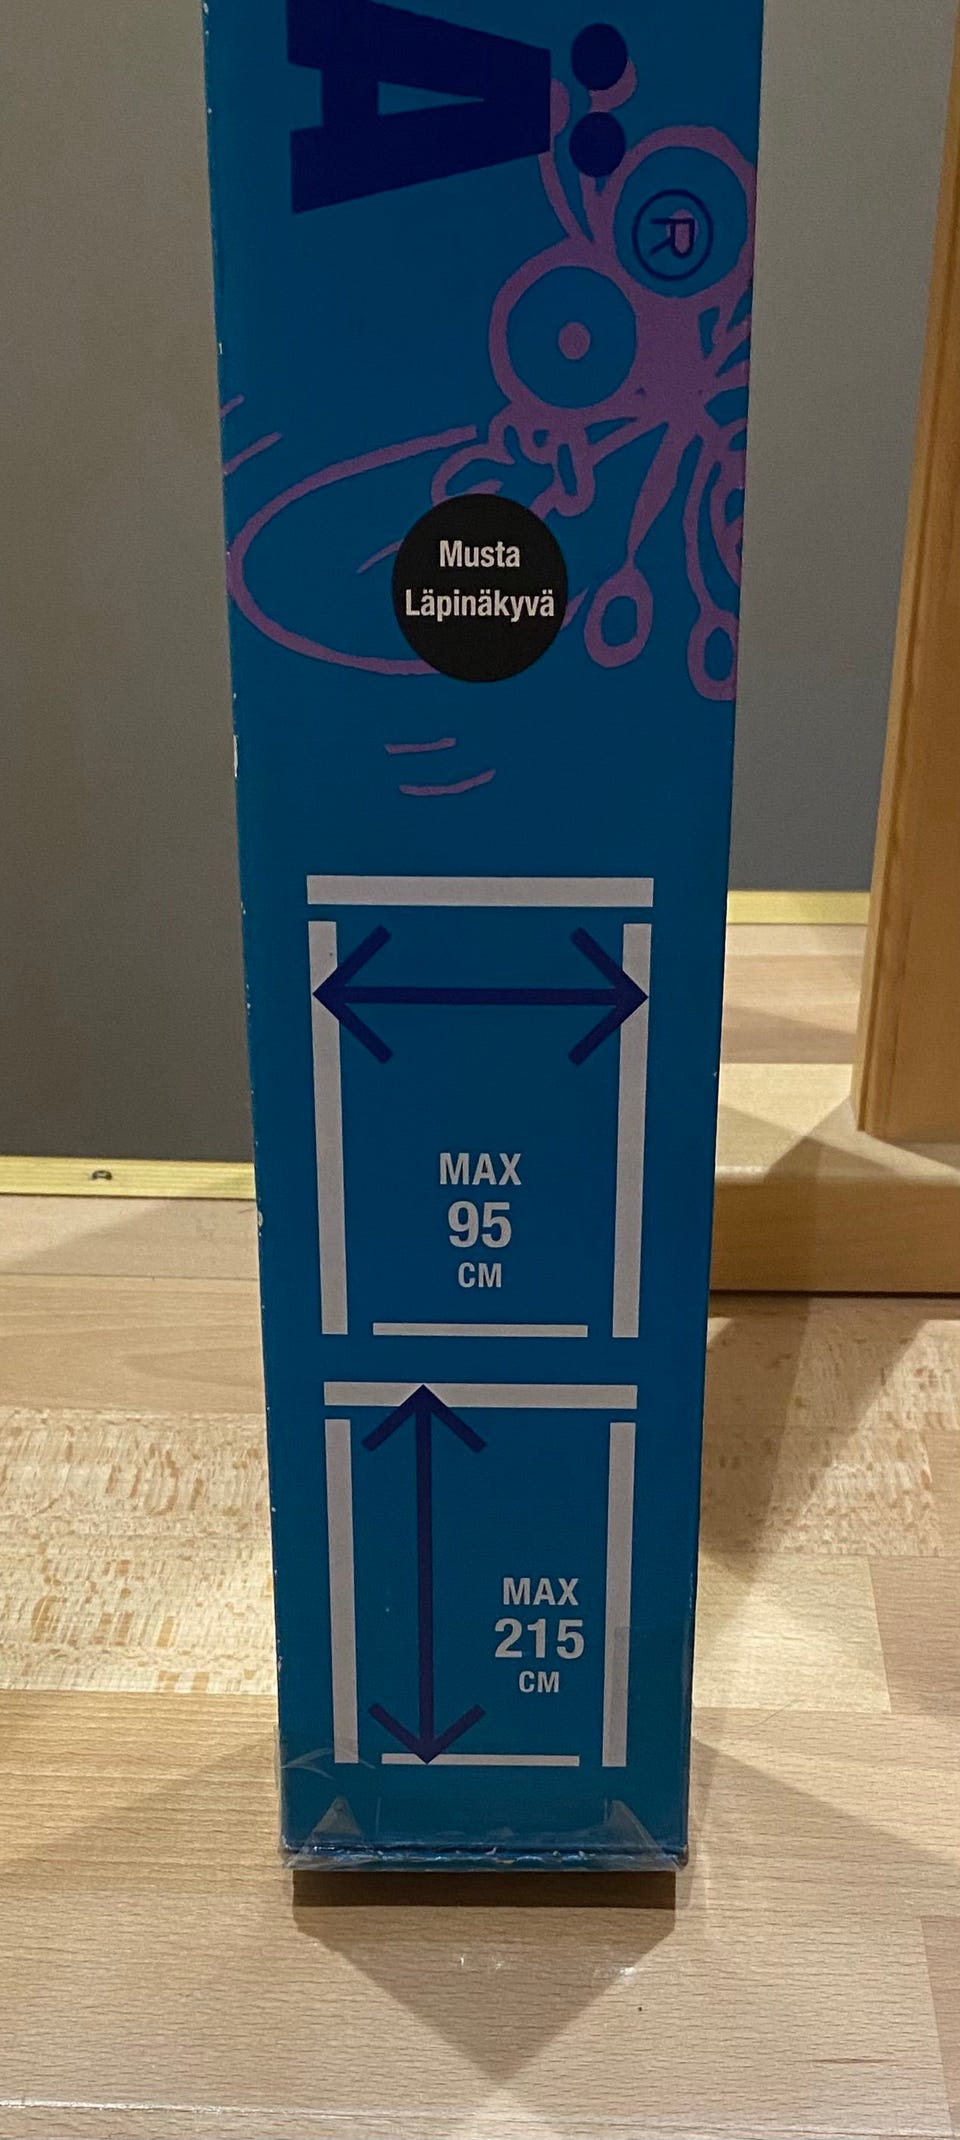 Ä
®
Musta
Läpinäkyvä
MAX
95
CM
MAX
215
CM